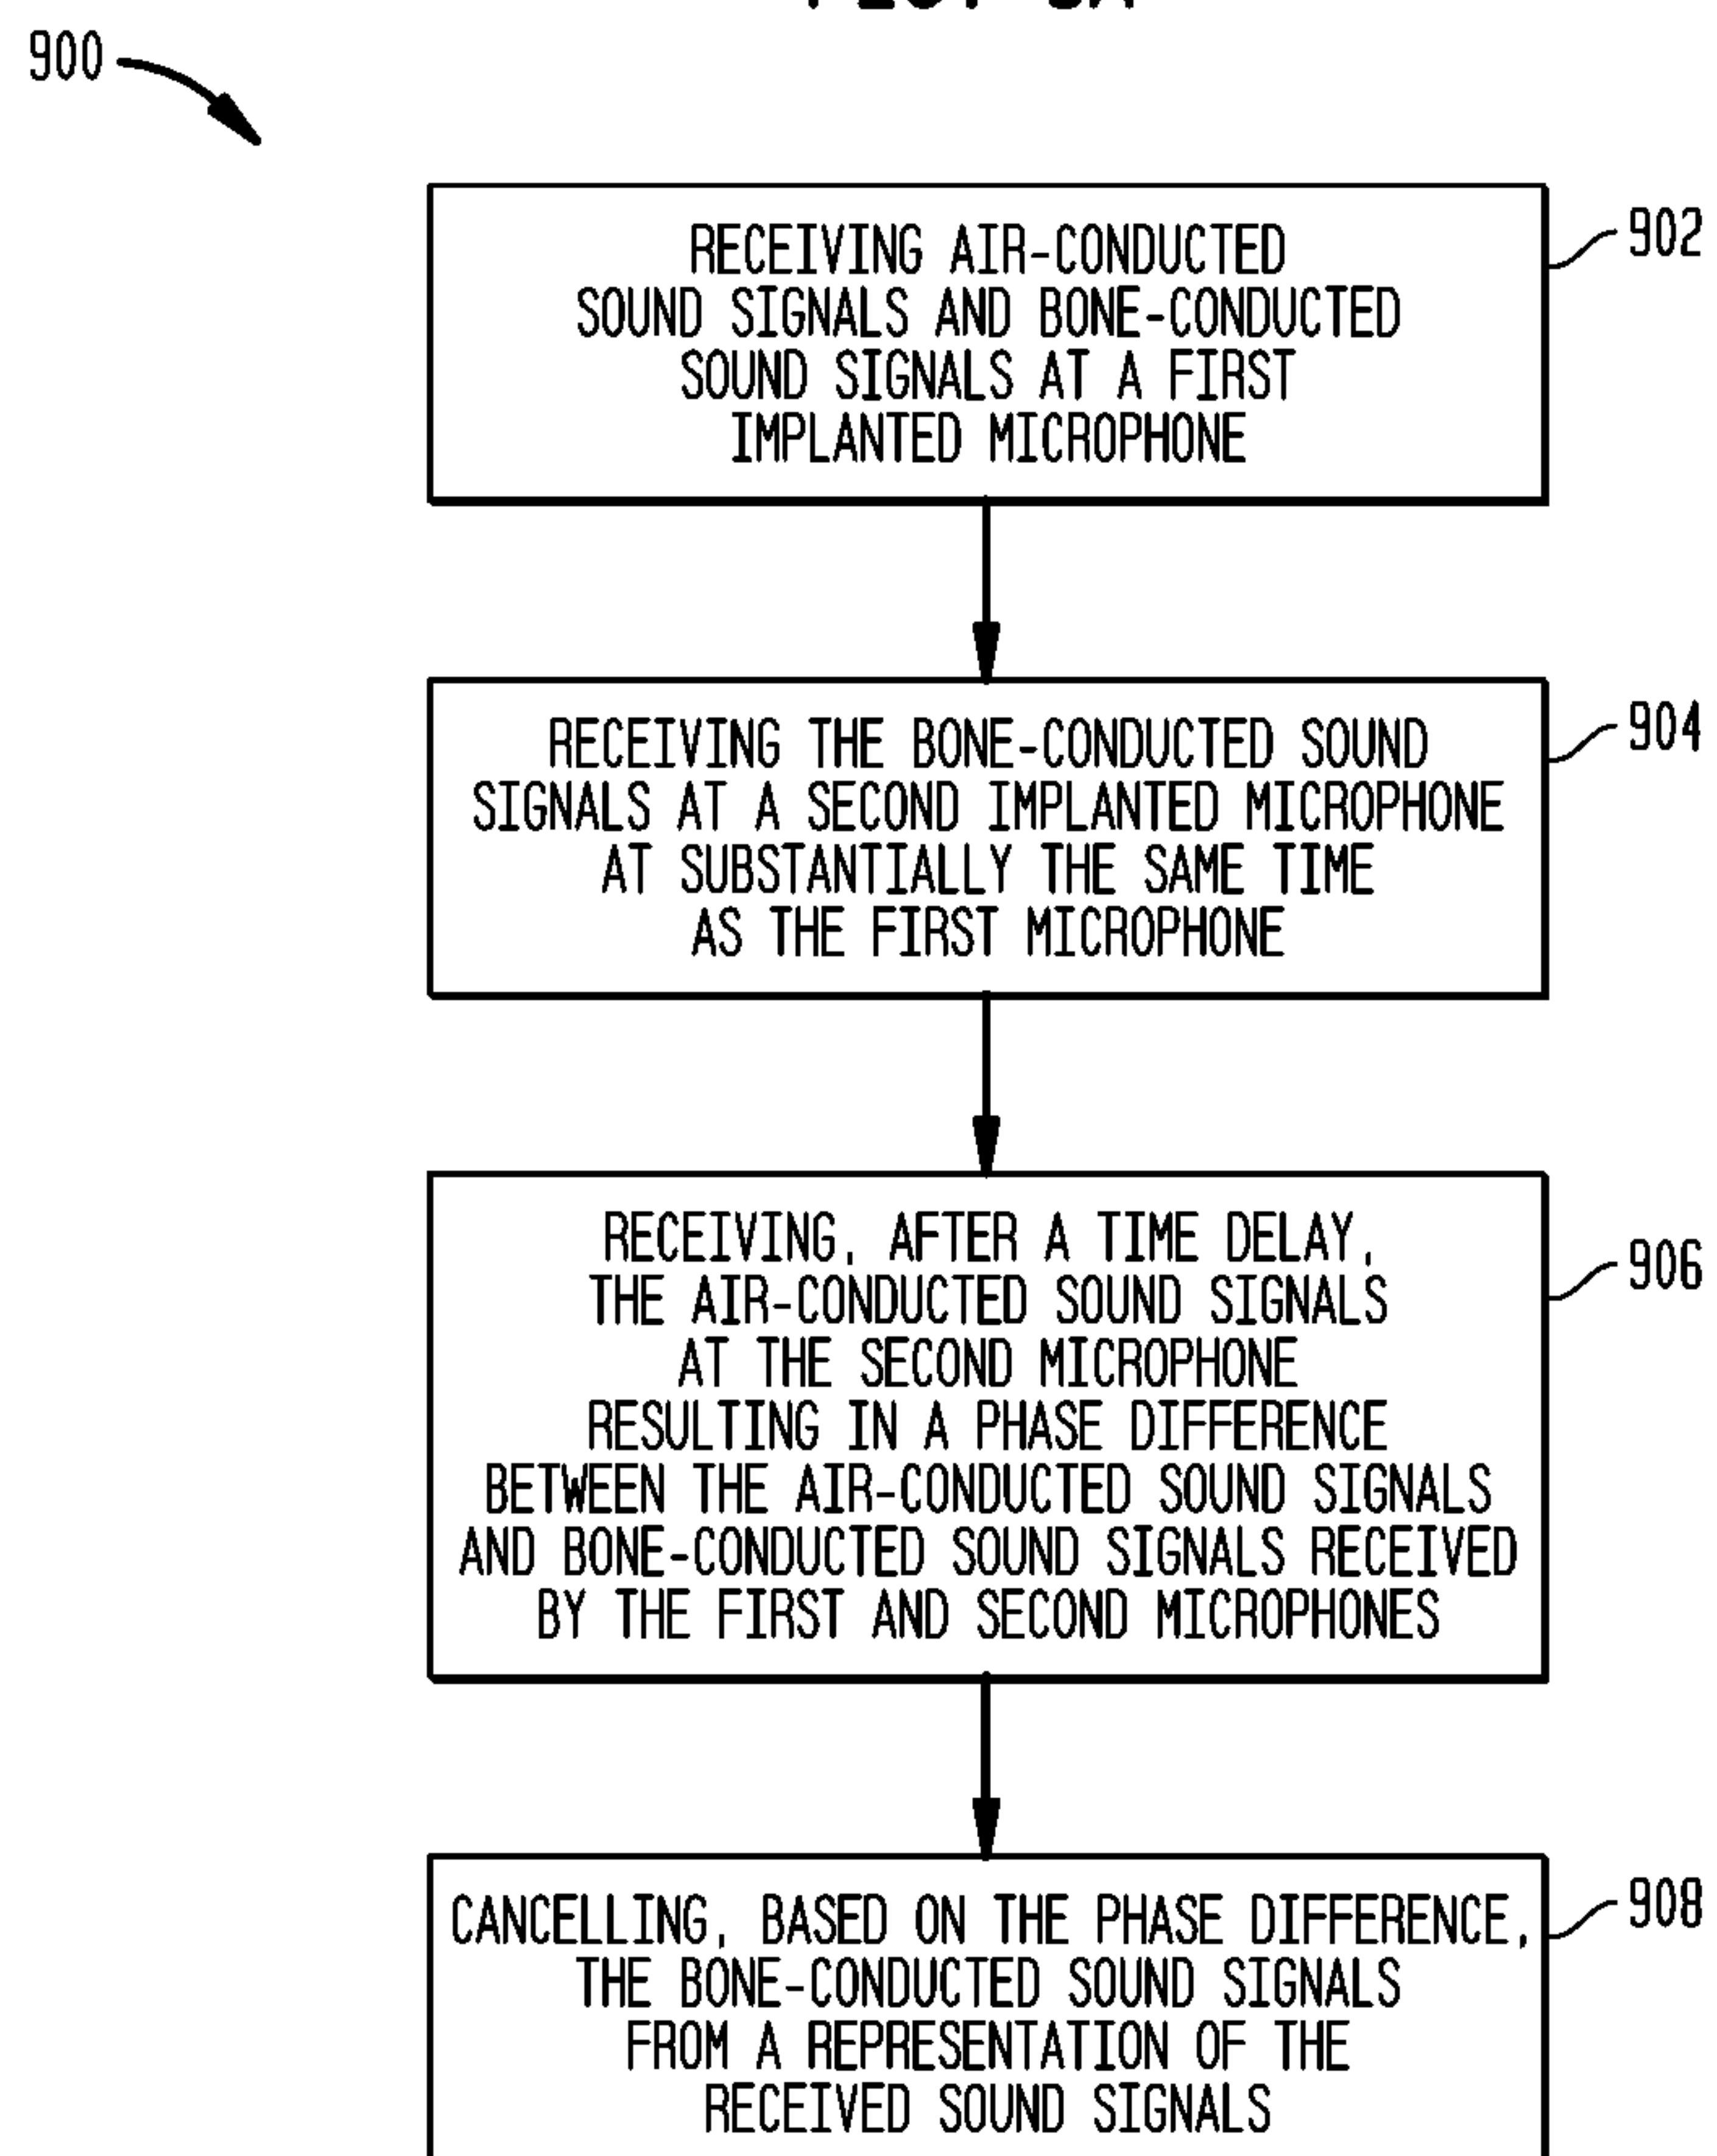 900
RECEIVING AIR-CONDUCTED
SOUND SIGNALS AND BONE-CONDUCTED
SOUND SIGNALS AT A FIRST
IMPLANTED MICROPHONE
902
RECEIVING THE BONE-CONDUCTED SOUND
SIGNALS AT A SECOND IMPLANTED MICROPHONE
AT SUBSTANTIALLY THE SAME TIME
AS THE FIRST MICROPHONE
904
RECEIVING, AFTER A TIME DELAY,
THE AIR-CONDUCTED SOUND SIGNALS
AT THE SECOND MICROPHONE
RESULTING IN A PHASE DIFFERENCE
BETWEEN THE AIR-CONDUCTED SOUND SIGNALS
AND BONE-CONDUCTED SOUND SIGNALS RECEIVED
BY THE FIRST AND SECOND MICROPHONES
906
CANCELLING, BASED ON THE PHASE DIFFERENCE,
THE BONE-CONDUCTED SOUND SIGNALS
FROM A REPRESENTATION OF THE
RECEIVED SOUND SIGNALS
908